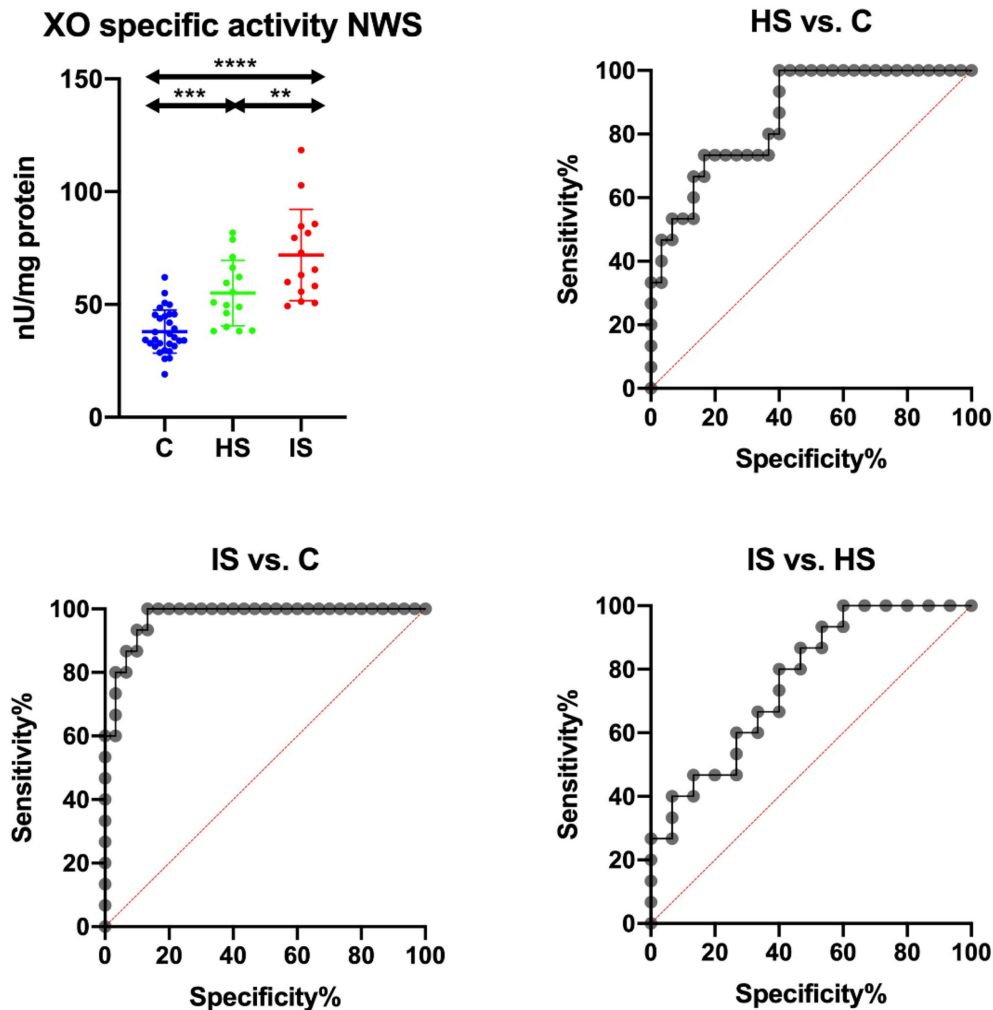 XO specific activity NWS
nU/mg protein
150
100
50
0
****
***
**
C HS IS
HS vs. C
Sensitivity%
100
80
60
40
20
0
0 20 40 60 80 100
Specificity%
IS vs. C
Sensitivity%
100
80
60
40
20
0
0 20 40 60 80 100
Specificity%
IS vs. HS
Sensitivity%
100
80
60
40
20
0
0 20 40 60 80 100
Specificity%